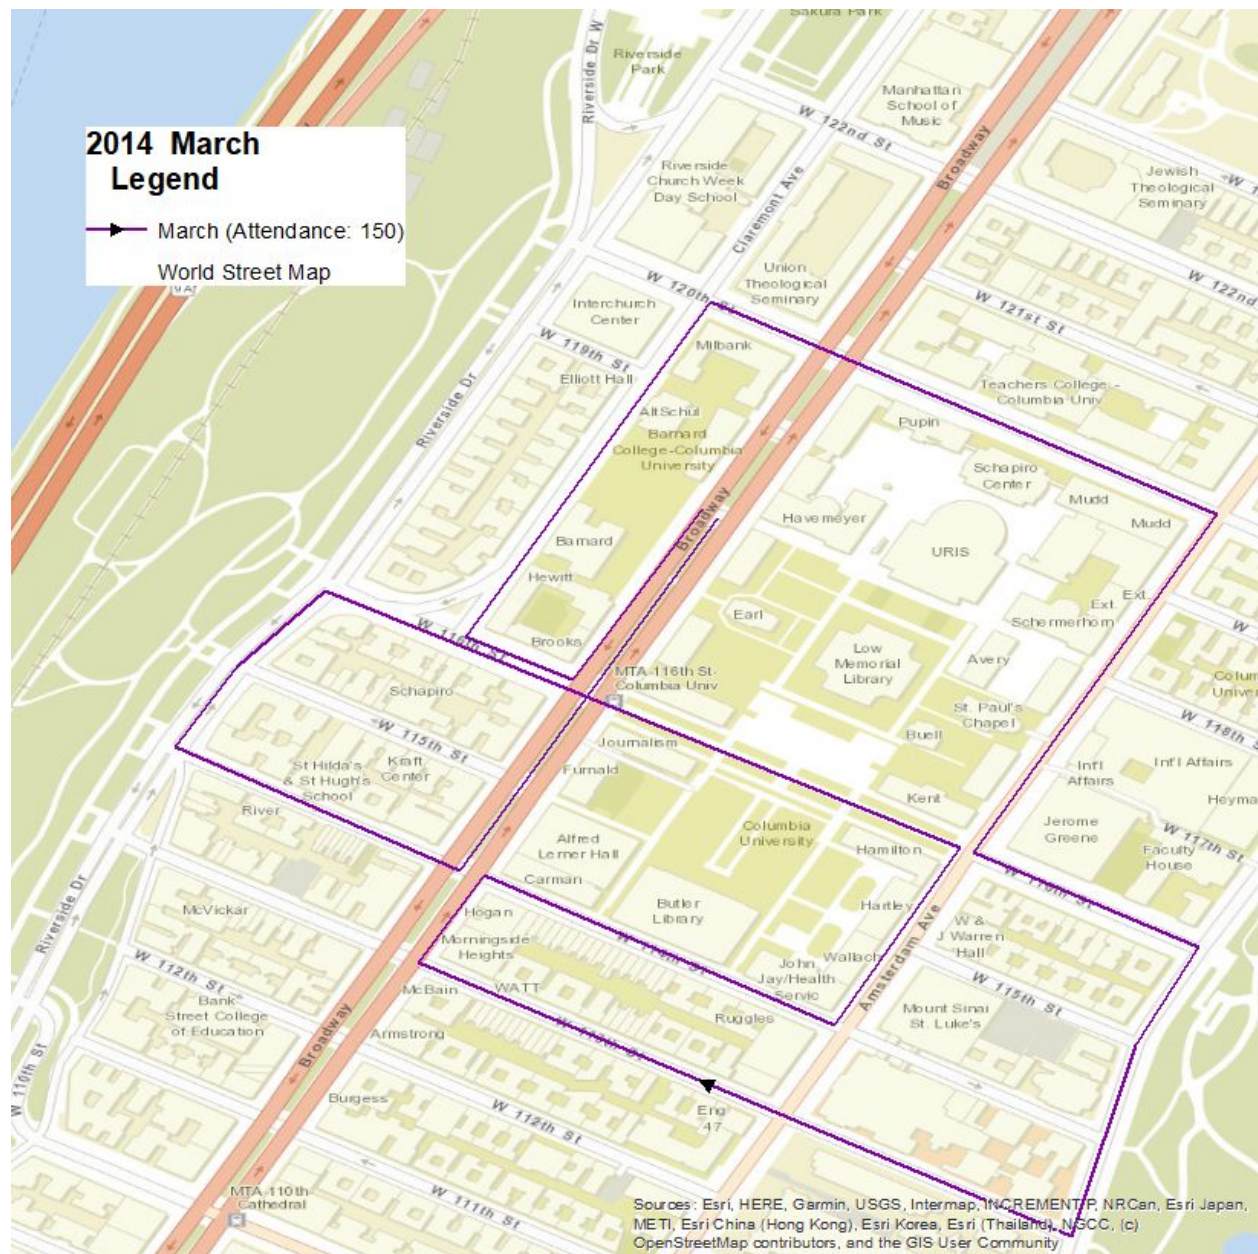 Sakura Park
Riverside
Park
Riverside Dr W
Manhattan
School of
Music
W 122nd St
Broadway
2014 March
Legend
March (Attendance: 150)
World Street Map
9A
Riverside
Church Week
Day School
Claremont Ave
Jewish
Theological
Seminary
Union
Theological
Seminary
W 120th St
W 121st St
W 122nd
Interchurch
Center
W 119th St
Milbank
Elliott Hall
Teachers College -
Columbia Univ
Riverside Dr
AltSchul
Barnard
College-Columbia
University
Pupin
Schapiro
Center
Mudd
Mudd
Broadway
Havemeyer
URIS
Barnard
Hewitt
Brooks
Earl
Ext.
Ext.
Schermerhorn
W 116th St
MTA-116th St-
Columbia Univ
Low
Memorial
Library
Avery
Schapiro
St. Paul's
Chapel
W 118th St
W 115th St
Journalism
Buell
Furnald
St Hilda's
& St Hugh's
School
Kraft
Center
Int'l
Affairs
Int'l Affairs
River
Kent
Heyma
Jerome
Greene
Columbia
University
Alfred
Lerner Hall
Hamilton
W 117th St
Faculty
House
Carman
W 116th St
Butler
Library
Hartley
McVickar
Hogan
Riverside Dr
Morningside
Heights
W 114th St
W &
J Warren
Hall
Amsterdam Ave
John
Jay/Health
Servic
Wallach
W 112th St
McBain
WATT
W 115th St
Bank
Street College
of Education
Mount Sinai
St. Luke's
Ruggles
Armstrong
W 113th St
Broadway
W 110th St
Burgess
Eng
47
W 112th St
MTA-110th
Cathedral
W 111th St
Sources: Esri, HERE, Garmin, USGS, Intermap, INCREMENT P, NRCan, Esri Japan,
METI, Esri China (Hong Kong), Esri Korea, Esri (Thailand), NGCC, (c)
OpenStreetMap contributors, and the GIS User Community